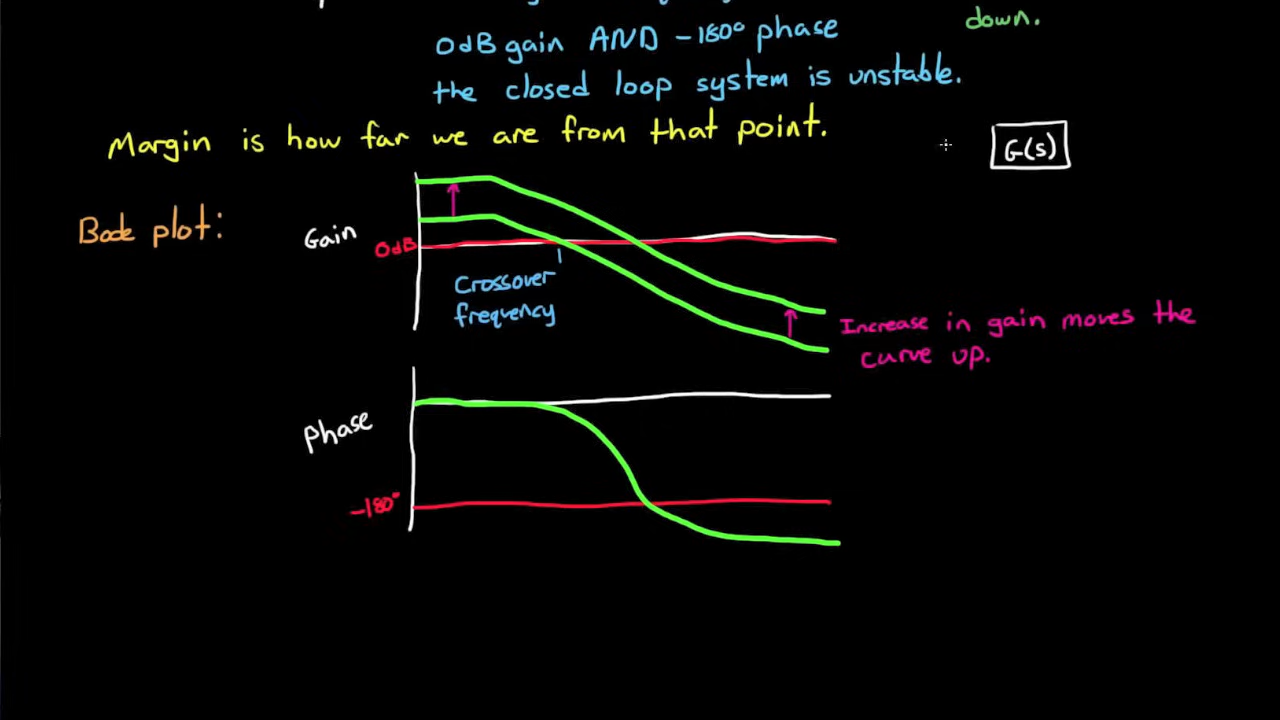 down.
0dB gain AND -180° phase
the closed loop system is unstable.
Margin is how far we are from that point.
G(s)
Bode plot:
Gain
0dB
Crossover
frequency
Increase in gain moves the
curve up.
Phase
-180°